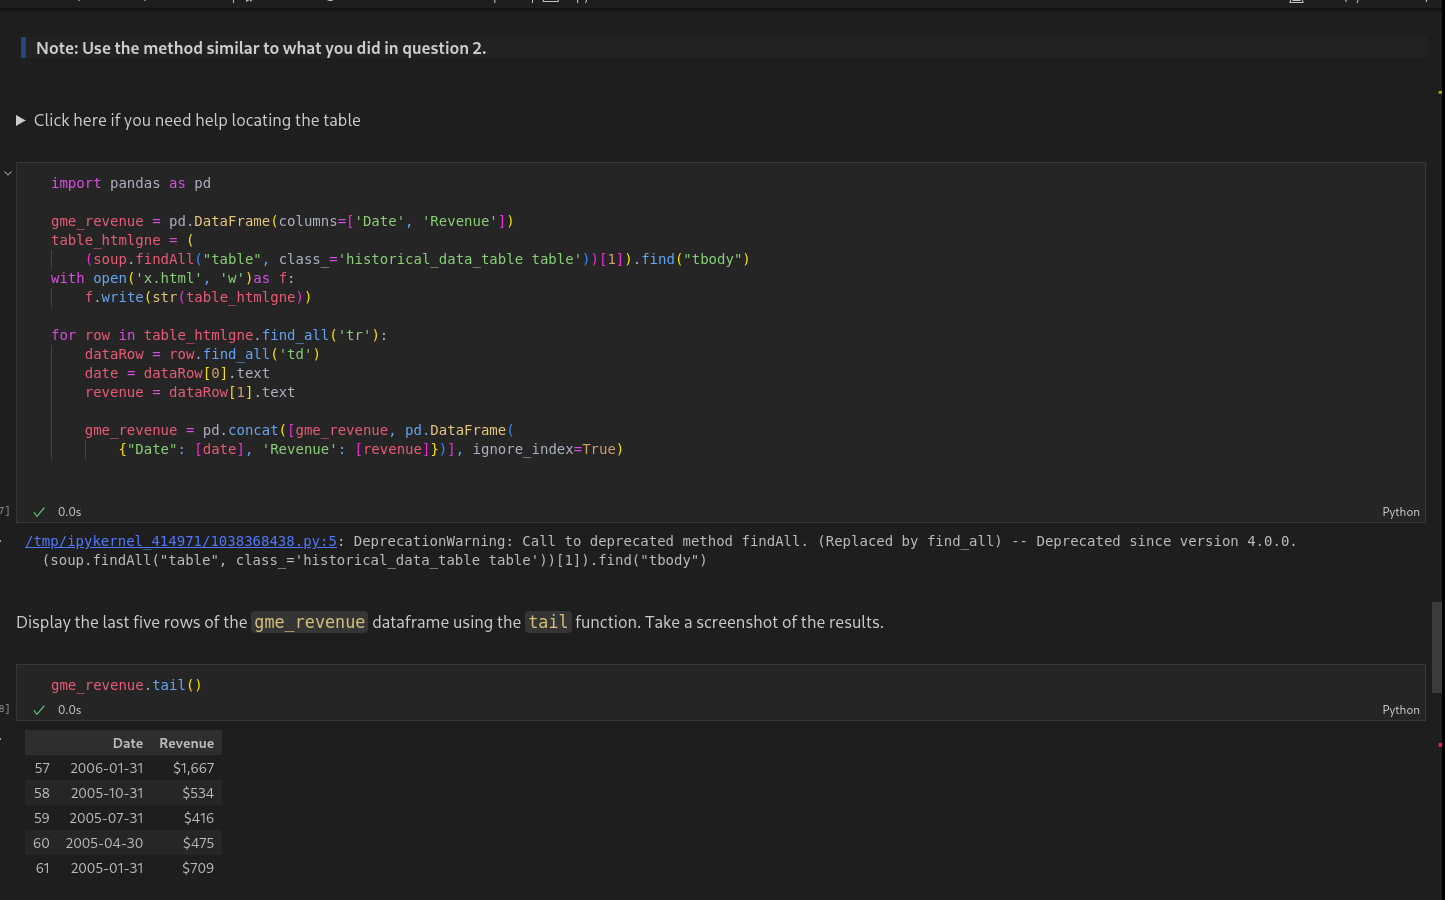 Note: Use the method similar to what you did in question 2.
Click here if you need help locating the table
import pandas as pd
gme_revenue = pd.DataFrame(columns=['Date', 'Revenue'])
table_htmlgne = (
    (soup.findAll("table", class_='historical_data_table table'))[1]).find("tbody")
with open('x.html', 'w')as f:
    f.write(str(table_htmlgne))
for row in table_htmlgne.find_all('tr'):
    dataRow = row.find_all('td')
    date = dataRow[0].text
    revenue = dataRow[1].text
    gme_revenue = pd.concat([gme_revenue, pd.DataFrame(
        {"Date": [date], 'Revenue': [revenue]})], ignore_index=True)
7] 0.0s Python
/tmp/ipykernel_414971/1038368438.py:5: DeprecationWarning: Call to deprecated method findAll. (Replaced by find_all) -- Deprecated since version 4.0.0.
  (soup.findAll("table", class_='historical_data_table table'))[1]).find("tbody")
Display the last five rows of the gme_revenue dataframe using the tail function. Take a screenshot of the results.
gme_revenue.tail()
8] 0.0s Python
Date Revenue
57 2006-01-31 $1,667
58 2005-10-31 $534
59 2005-07-31 $416
60 2005-04-30 $475
61 2005-01-31 $709